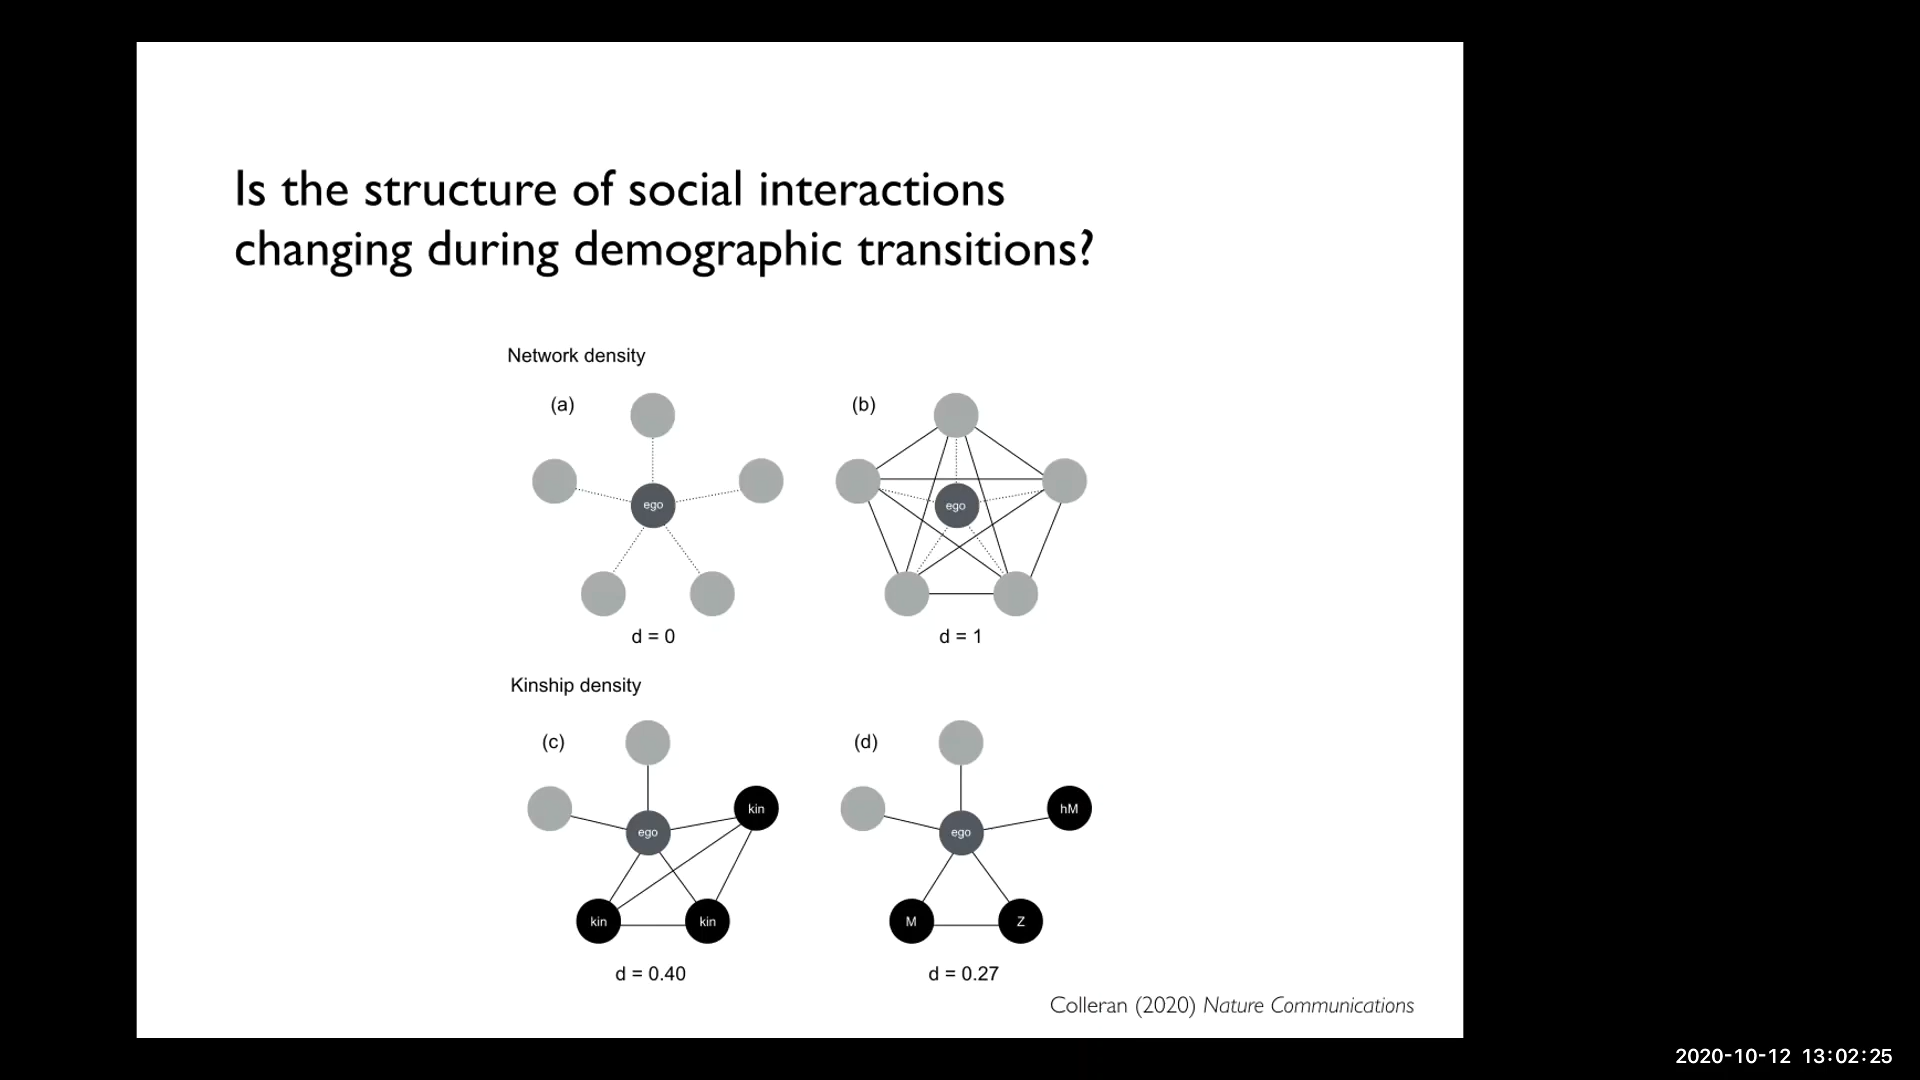 Is the structure of social interactions
changing during demographic transitions?
Network density
(a)
ego
d = 0
(b)
ego
d = 1
Kinship density
(c)
kin
ego
kin
kin
d = 0.40
(d)
hM
ego
M
Z
d = 0.27
Colleran (2020) Nature Communications
2020-10-12 13:02:25